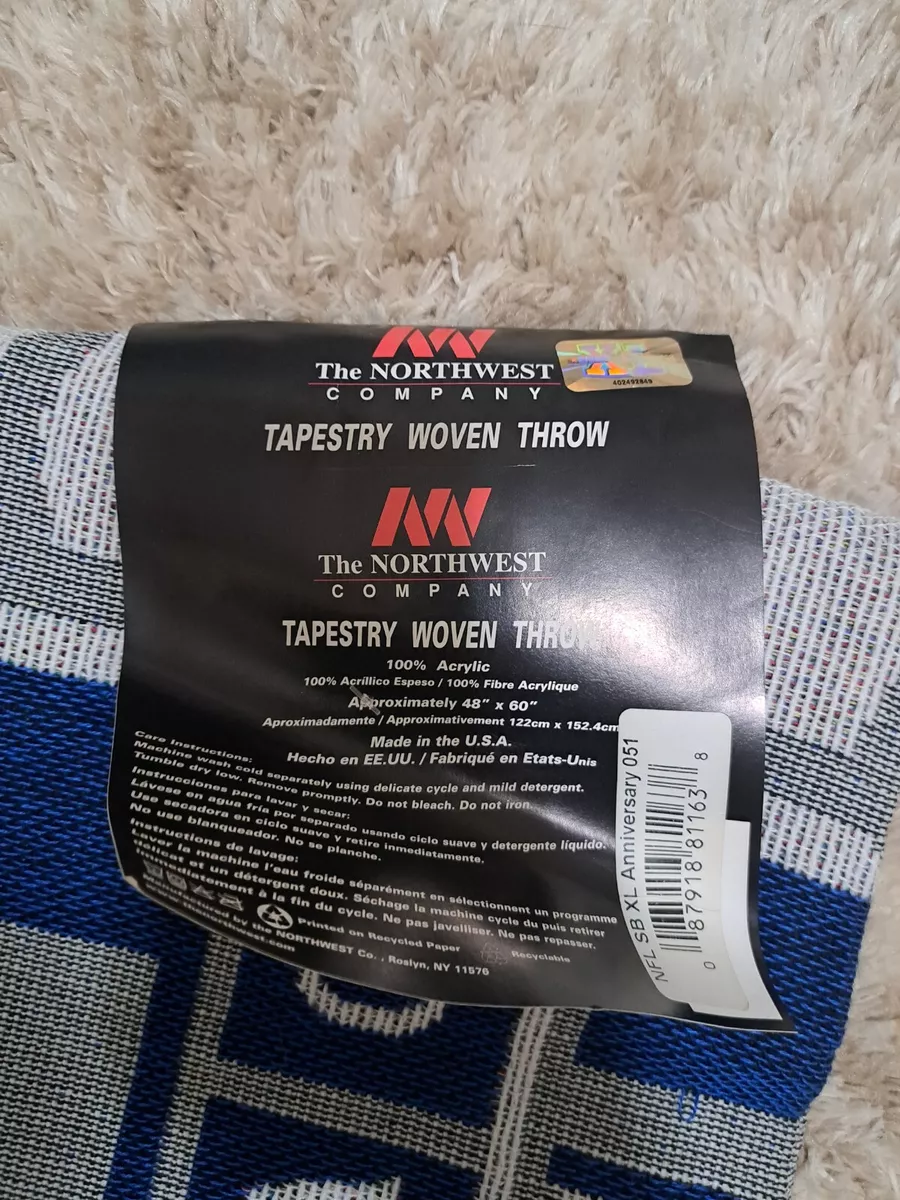 The NORTHWEST
COMPANY
402492849
TAPESTRY WOVEN THROW
The NORTHWEST
COMPANY
TAPESTRY WOVEN THROW
100% Acrylic
100% Acríllico Espeso / 100% Fibre Acrylique
Approximately 48" x 60"
Aproximadamente / Approximativement 122cm x 152.4cm
Made in the U.S.A.
Hecho en EE.UU. / Fabriqué en Etats-Unis
Care Instructions:
Machine wash cold separately using delicate cycle and mild detergent.
Tumble dry low. Remove promptly. Do not bleach. Do not iron.
Instrucciones para lavar y secar:
Lávese en agua fría por separado usando ciclo suave y detergente líquido.
Use secadora en ciclo suave y retire inmediatamente.
No use blanqueador. No se planche.
Instructions de lavage:
Laver la machine l'eau froide séparément en sélectionnent un programme
délicat et un détergent doux. Séchage la machine cycle du puis retirer
immediatement à la fin du cycle. Ne pas javelliser. Ne pas repasser.
Printed on Recycled Paper
Recyclable
the NORTHWEST Co., Roslyn, NY 11576
NFL SB XL Anniversary 051
0 87918 81163 8